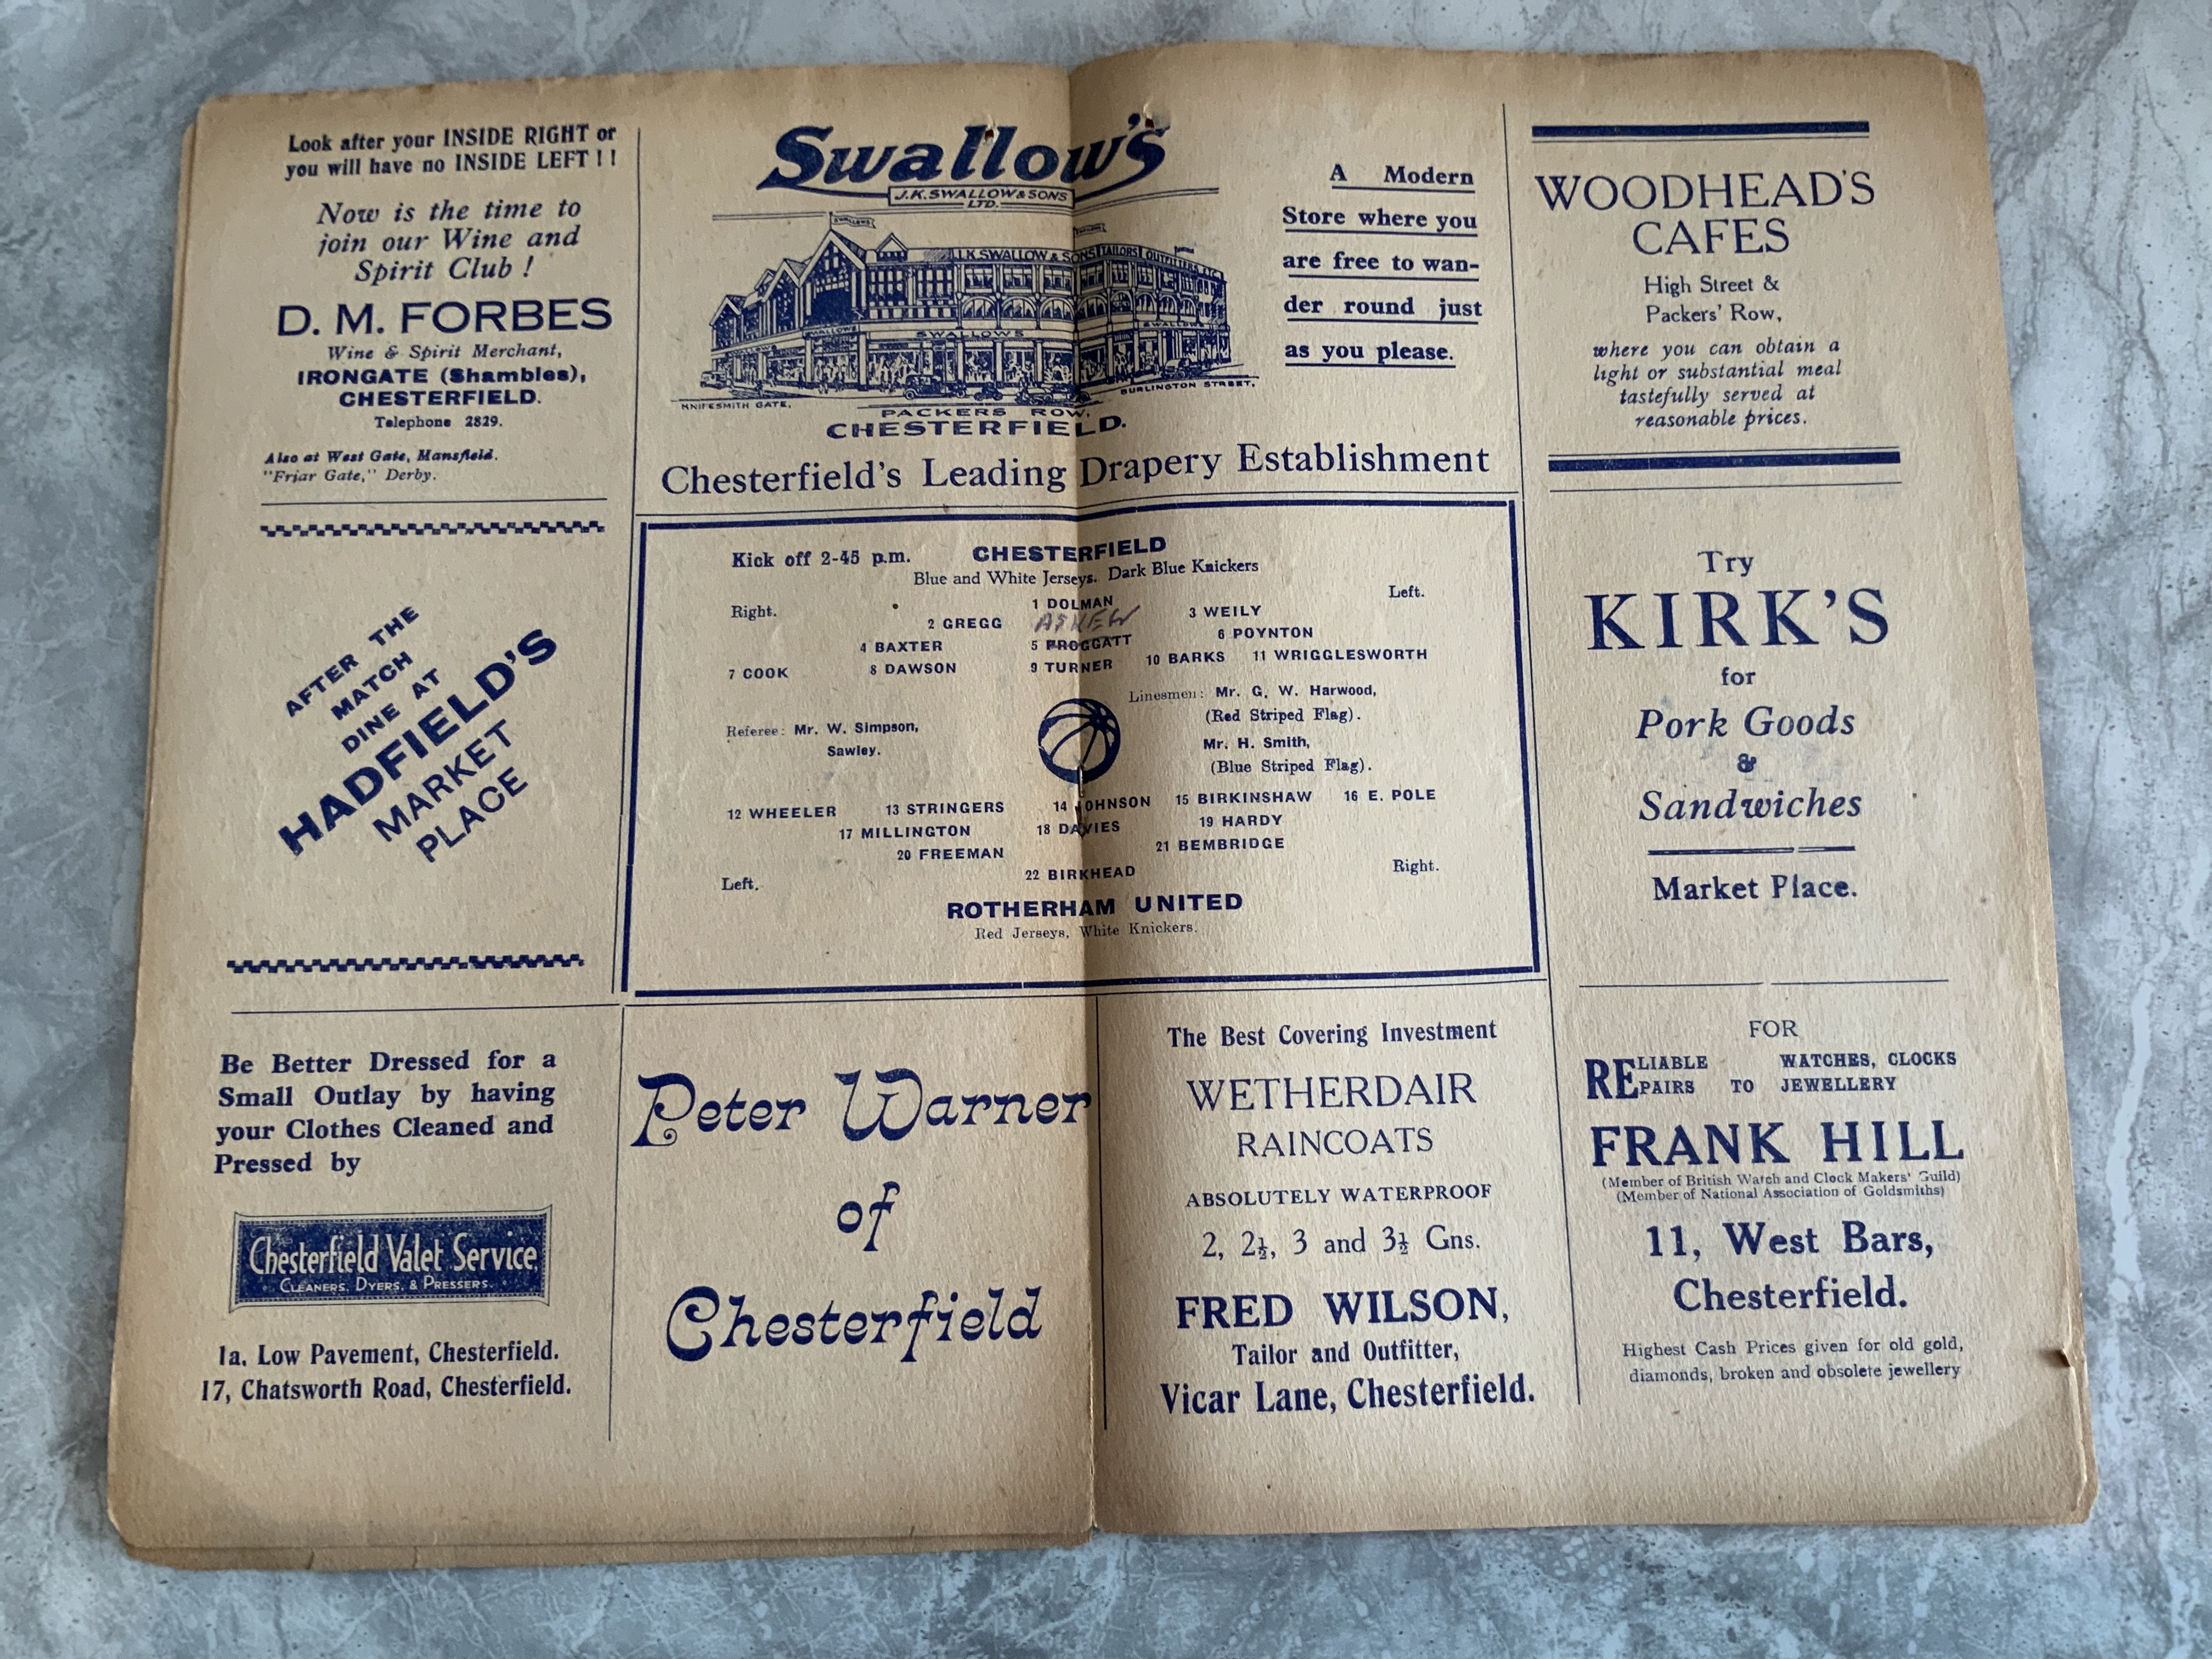 Look after your INSIDE RIGHT or
you will have no INSIDE LEFT ! !
Now is the time to
join our Wine and
Spirit Club !
D. M. FORBES
Wine & Spirit Merchant,
IRONGATE (Shambles),
CHESTERFIELD.
Telephone 2829.
Also at West Gate, Mansfield.
"Friar Gate," Derby.
AFTER THE
MATCH
DINE AT
HADFIELD'S
MARKET
PLACE
Be Better Dressed for a
Small Outlay by having
your Clothes Cleaned and
Pressed by
Chesterfield Valet Service,
CLEANERS, DYERS, & PRESSERS.
1a, Low Pavement, Chesterfield.
17, Chatsworth Road, Chesterfield.
Swallow's
J.K. SWALLOW & SONS
LTD.
J.K. SWALLOW & SONS TAILORS OUTFITTERS ETC
SWALLOWS
KNIFESMITH GATE,
PACKERS ROW,
BURLINGTON STREET,
CHESTERFIELD.
A Modern
Store where you
are free to wan-
der round just
as you please.
Chesterfield's Leading Drapery Establishment
Kick off 2-45 p.m.
CHESTERFIELD
Blue and White Jerseys. Dark Blue Knickers
Right.
Left.
1 DOLMAN
2 GREGG
ASKEW
3 WEILY
4 BAXTER
5 FROGGATT
6 POYNTON
7 COOK
8 DAWSON
9 TURNER
10 BARKS
11 WRIGGLESWORTH
Referee: Mr. W. Simpson,
Sawley.
Linesmen: Mr. G. W. Harwood,
(Red Striped Flag).
Mr. H. Smith,
(Blue Striped Flag).
12 WHEELER
13 STRINGERS
14 JOHNSON
15 BIRKINSHAW
16 E. POLE
17 MILLINGTON
18 DAVIES
19 HARDY
20 FREEMAN
21 BEMBRIDGE
22 BIRKHEAD
Left.
Right.
ROTHERHAM UNITED
Red Jerseys, White Knickers.
Peter Warner
of
Chesterfield
The Best Covering Investment
WETHERDAIR
RAINCOATS
ABSOLUTELY WATERPROOF
2, 2½, 3 and 3½ Gns.
FRED WILSON,
Tailor and Outfitter,
Vicar Lane, Chesterfield.
WOODHEAD'S
CAFES
High Street &
Packers' Row,
where you can obtain a
light or substantial meal
tastefully served at
reasonable prices.
Try
KIRK'S
for
Pork Goods
&
Sandwiches
Market Place.
FOR
RELIABLE WATCHES, CLOCKS
REPAIRS TO JEWELLERY
FRANK HILL
(Member of British Watch and Clock Makers' Guild)
(Member of National Association of Goldsmiths)
11, West Bars,
Chesterfield.
Highest Cash Prices given for old gold,
diamonds, broken and obsolete jewellery